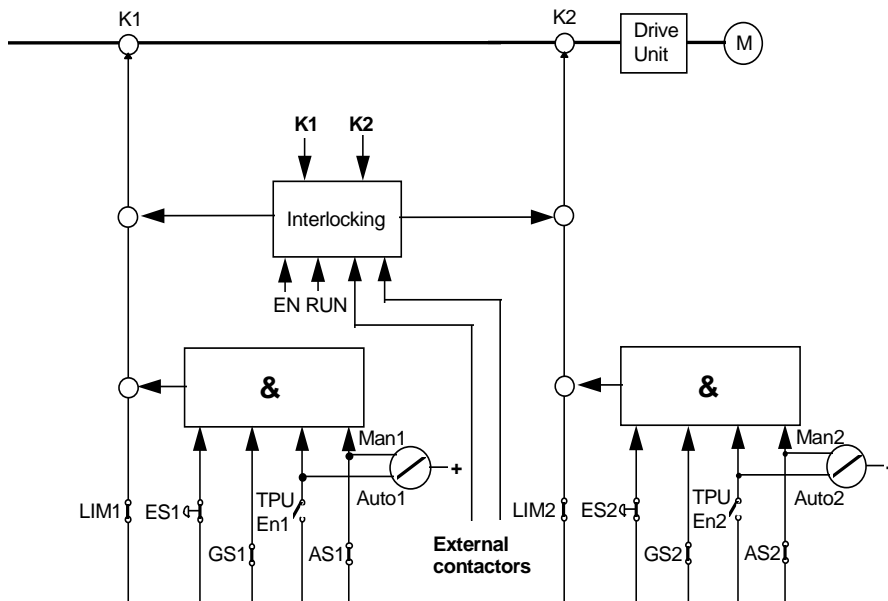 K1
K2
Drive
Unit
M
K1 K2
Interlocking
EN RUN
&
&
Man1
Auto1
+
Man2
Auto2
+
LIM1
ES1
TPU
En1
GS1
AS1
External
contactors
LIM2
ES2
TPU
En2
GS2
AS2